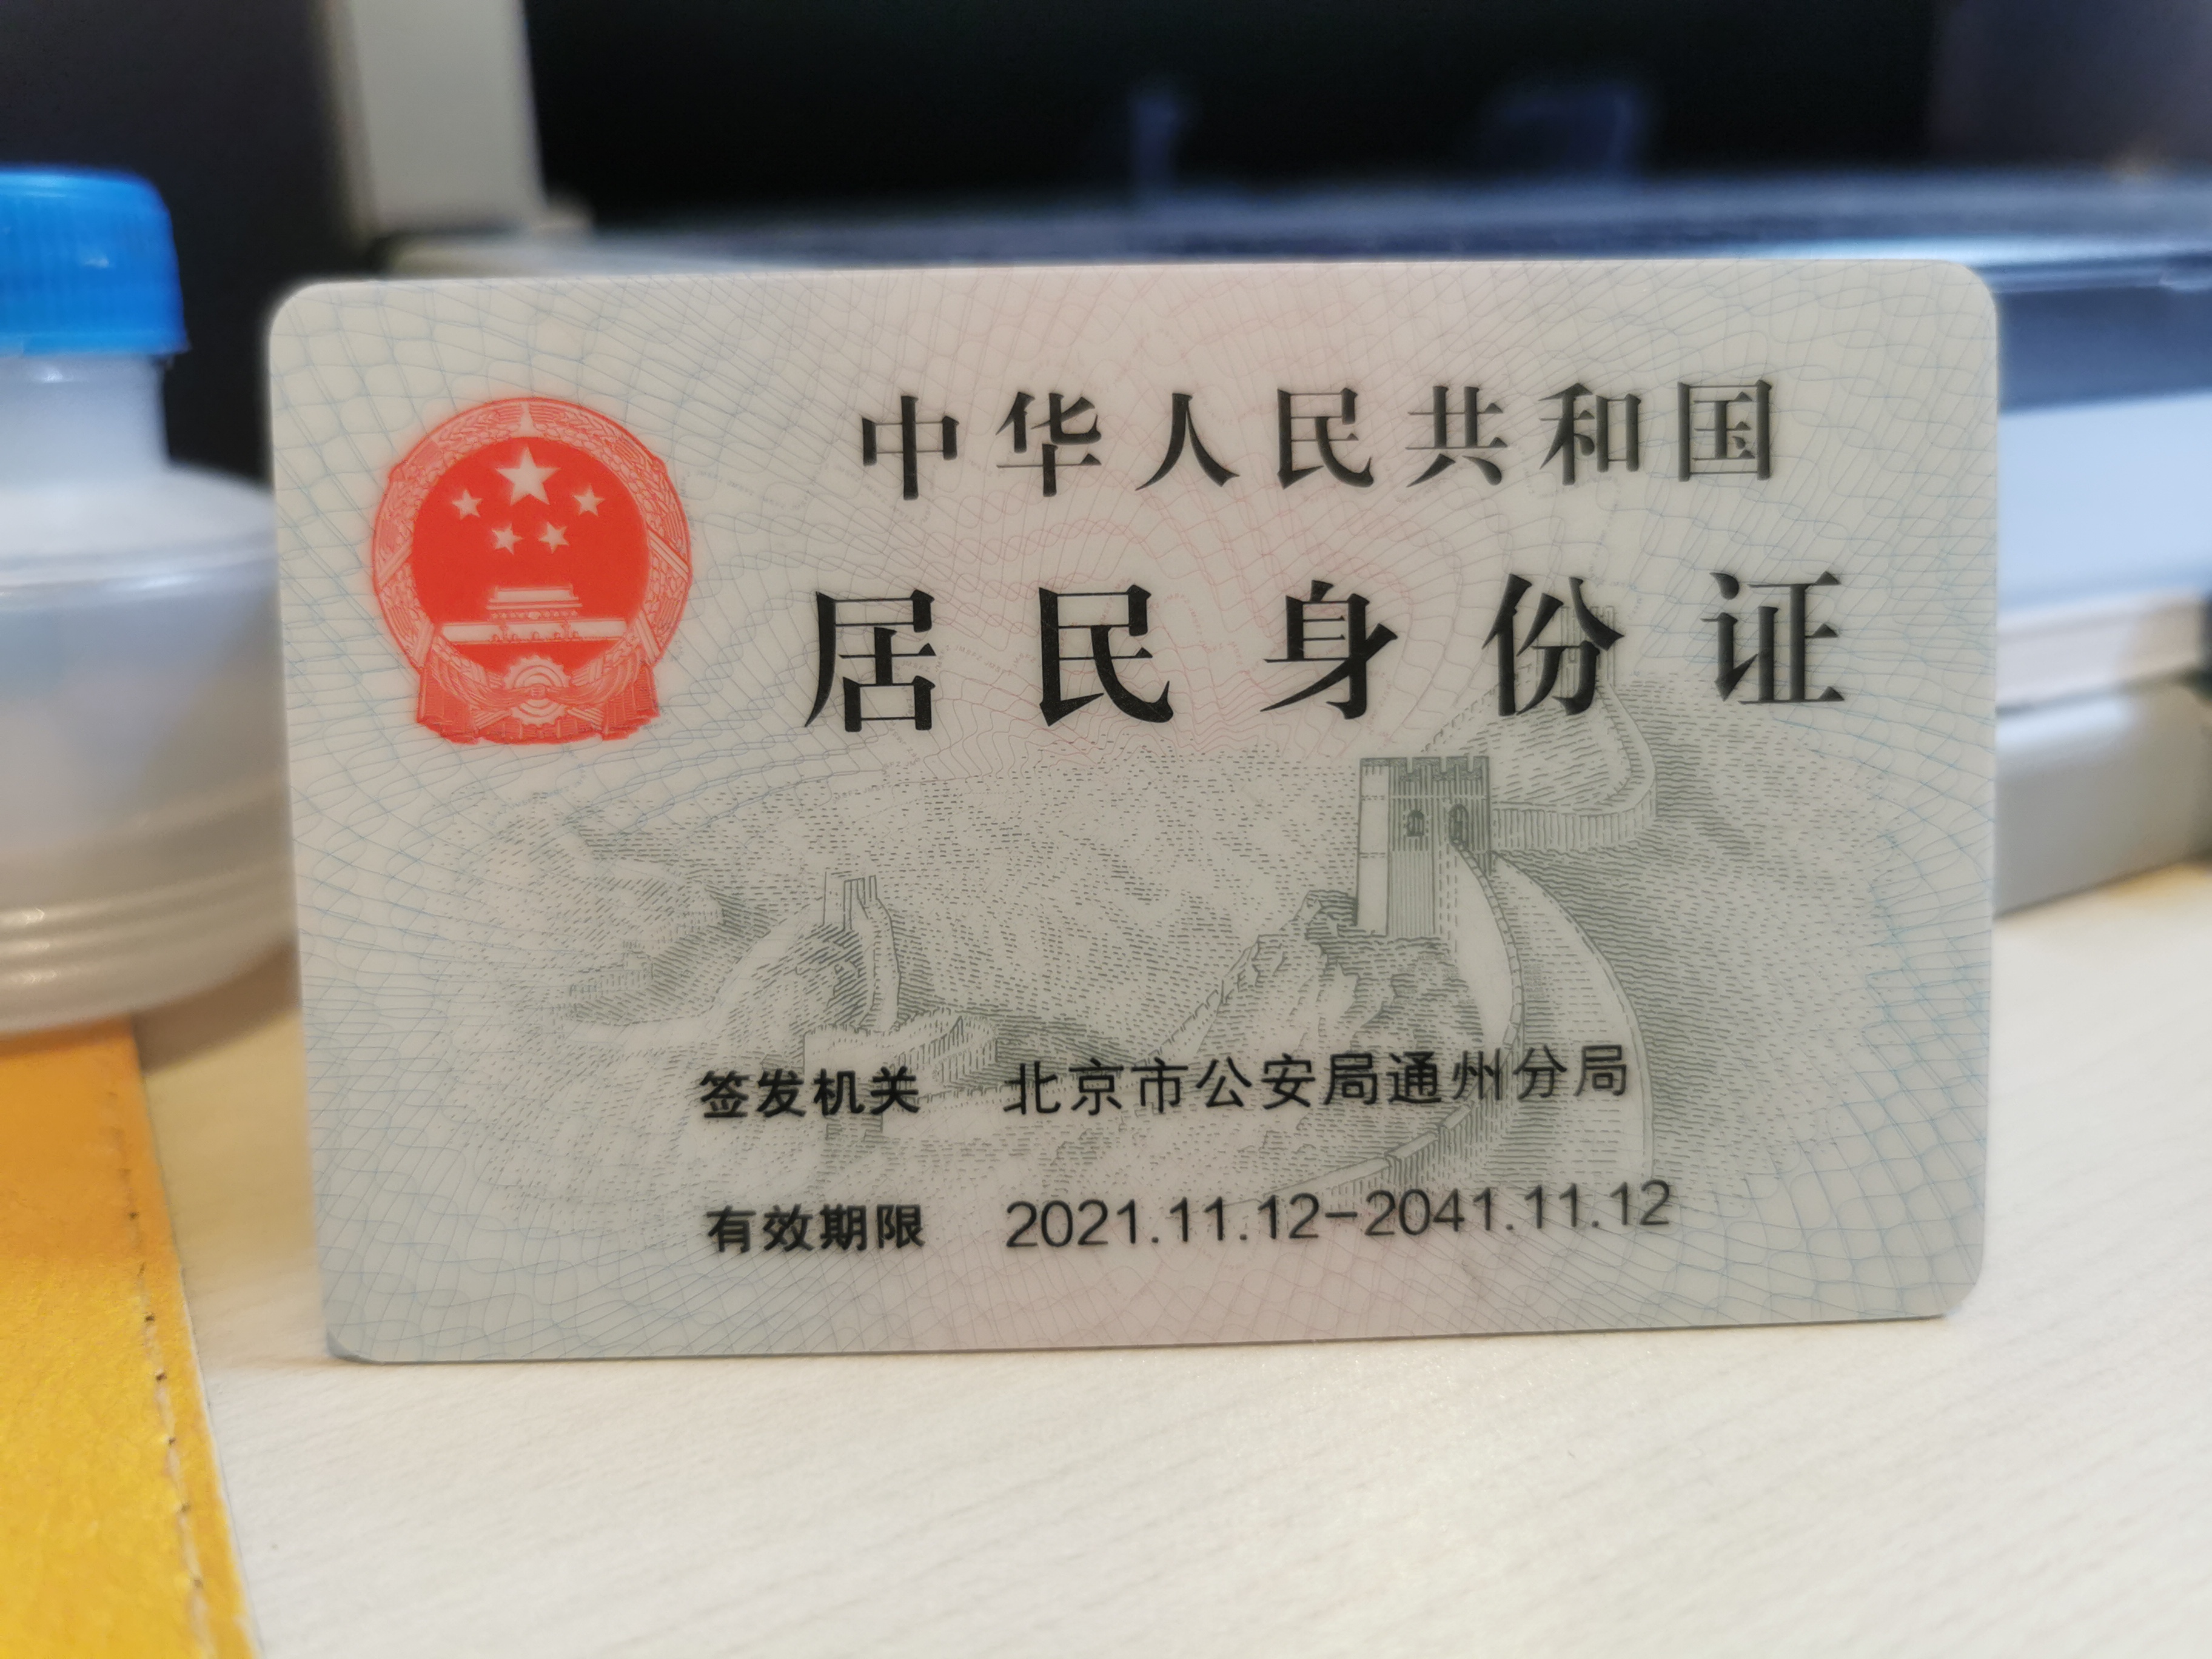 中华人民共和国
居民身份证
签发机关 北京市公安局通州分局
有效期限 2021.11.12-2041.11.12